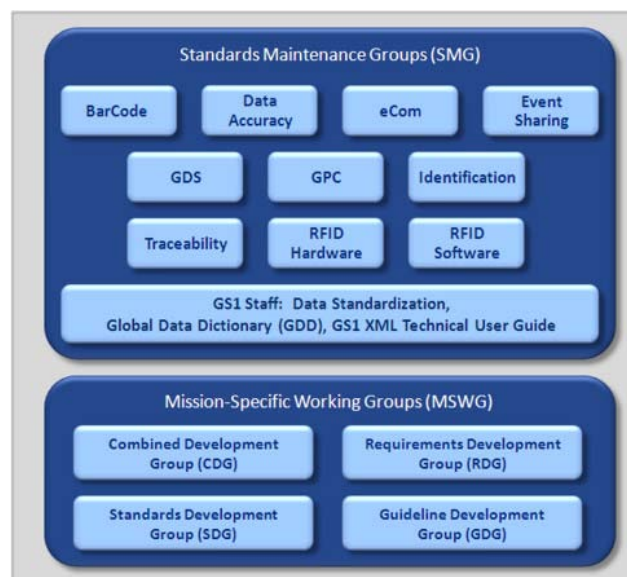 Standards Maintenance Groups (SMG)
BarCode
Data
Accuracy
eCom
Event
Sharing
GDS
GPC
Identification
Traceability
RFID
Hardware
RFID
Software
GS1 Staff: Data Standardization,
Global Data Dictionary (GDD), GS1 XML Technical User Guide
Mission-Specific Working Groups (MSWG)
Combined Development
Group (CDG)
Requirements Development
Group (RDG)
Standards Development
Group (SDG)
Guideline Development
Group (GDG)